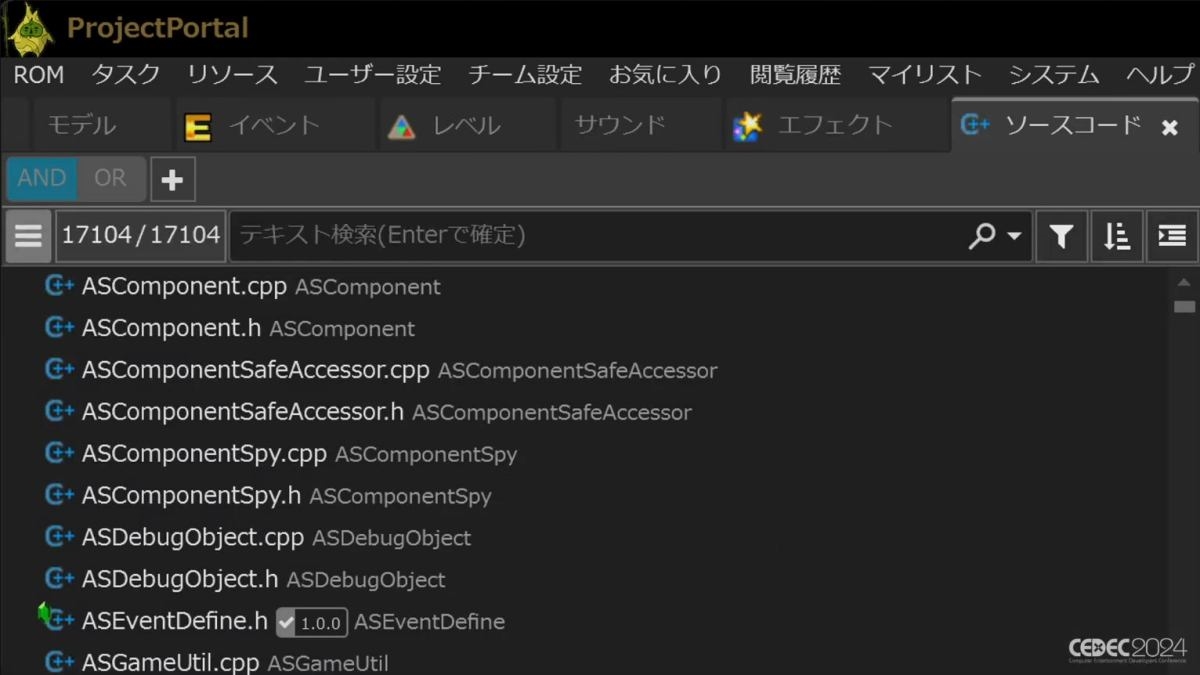 ProjectPortal
ROM タスク リソース ユーザー設定 チーム設定 お気に入り 閲覧履歴 マイリスト システム ヘルプ
モデル イベント レベル サウンド エフェクト ソースコード
AND OR
17104/17104 テキスト検索(Enterで確定)
ASComponent.cpp ASComponent
ASComponent.h ASComponent
ASComponentSafeAccessor.cpp ASComponentSafeAccessor
ASComponentSafeAccessor.h ASComponentSafeAccessor
ASComponentSpy.cpp ASComponentSpy
ASComponentSpy.h ASComponentSpy
ASDebugObject.cpp ASDebugObject
ASDebugObject.h ASDebugObject
ASEventDefine.h 1.0.0 ASEventDefine
ASGameUtil.cpp ASGameUtil
CEDEC2024
Computer Entertainment Developers Conference